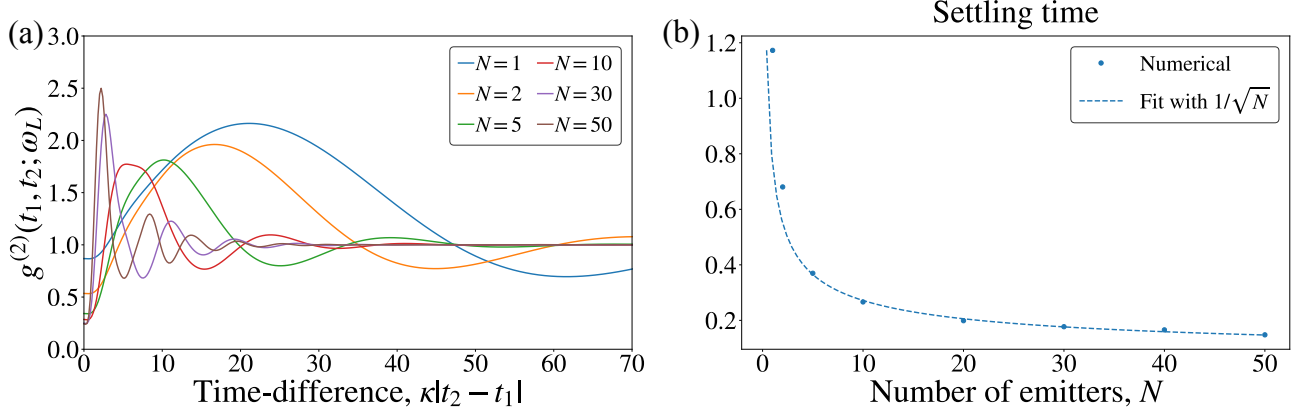 (a)
g^{(2)}(t_1, t_2; ω_L)
3.0
2.5
2.0
1.5
1.0
0.5
0.0
N = 1
N = 2
N = 5
N = 10
N = 30
N = 50
0 10 20 30 40 50 60 70
Time-difference, κ|t_2 − t_1|
(b)
Settling time
1.2
1.0
0.8
0.6
0.4
0.2
Numerical
Fit with 1/√N
0 10 20 30 40 50
Number of emitters, N